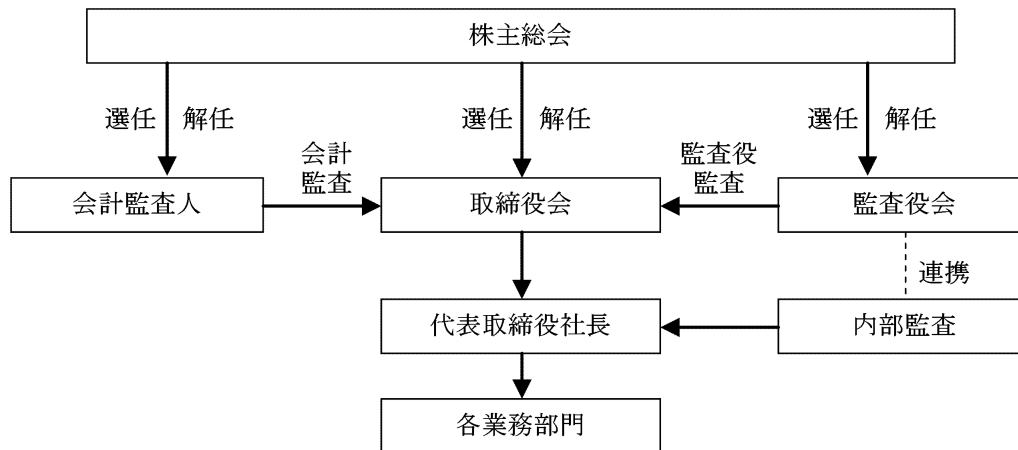 株主総会
選任 解任
選任 解任
選任 解任
会計
監査
監査役
監査
会計監査人
取締役会
監査役会
連携
代表取締役社長
内部監査
各業務部門